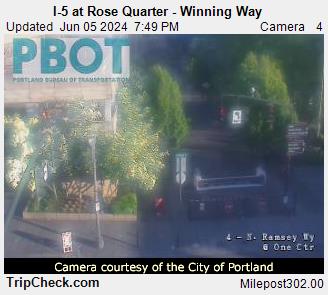 I-5 at Rose Quarter - Winning Way
Updated Jun 05 2024 7:49 PM Camera 4
PBOT
PORTLAND BUREAU OF TRANSPORTATION
4 - N. Ramsey Wy
@ One Ctr
Camera courtesy of the City of Portland
TripCheck.com Milepost302.00